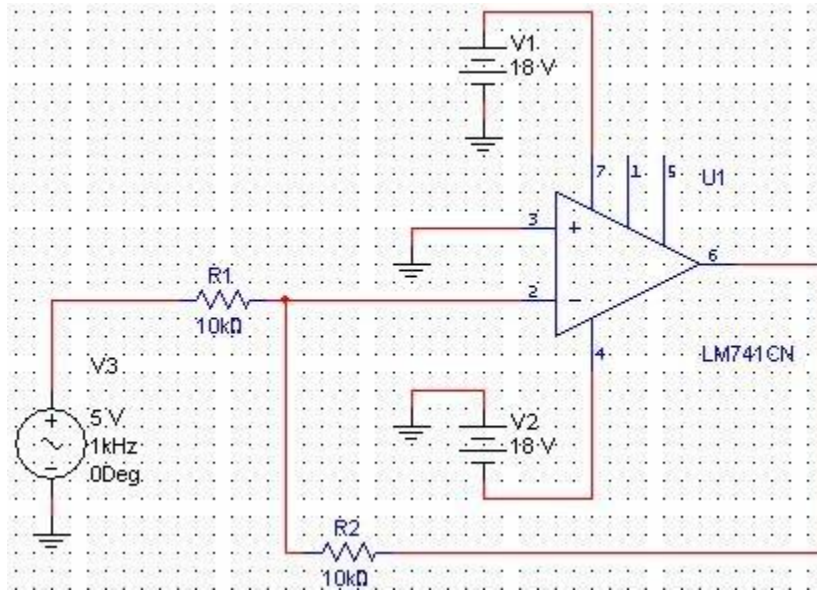 V1
18 V
7
1
5
U1
3
+
6
R1
2
−
10kΩ
4
LM741CN
V3
+
5 V
V2
1kHz
18 V
0Deg
−
R2
10kΩ